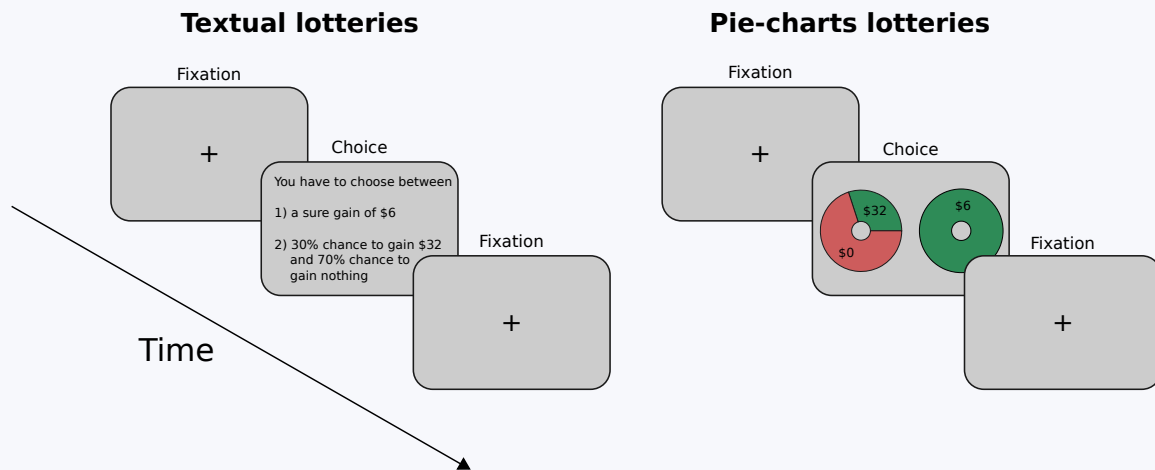 Textual lotteries
Fixation
+
Choice
You have to choose between
1) a sure gain of $6
2) 30% chance to gain $32
and 70% chance to
gain nothing
Fixation
+
Time
Pie-charts lotteries
Fixation
+
Choice
$32
$0
$6
Fixation
+